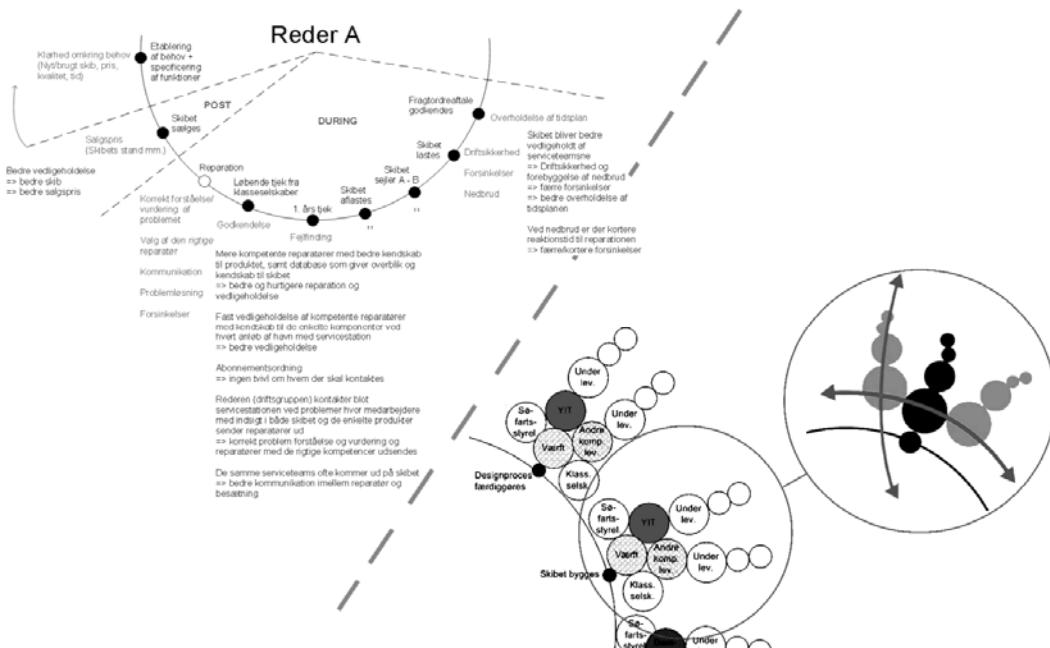 Reder A
Klarhed omkring behov
(Nyt/brugt skib, pris,
kvalitet, tid)
Etablering
af behov +
specificering
af funktioner
POST
DURING
Skibet
sælges
Salgspris
(Skibets stand mm.)
Bedre vedligeholdelse
=> bedre skib
=> bedre salgspris
Reparation
Korrekt forståelse/
vurdering af
problemet
Valg af den rigtige
reparatør
Kommunikation
Problemløsning
Forsinkelser
Løbende tjek fra
klasseselskaber
Godkendelse
1. års tjek
Fejlfinding
Skibet
aflastes
"
Skibet
sejler A - B
"
Skibet
lastes
Fragtordreaftale
godkendes
Overholdelse af tidsplan
Driftsikkerhed
Forsinkelser
Nedbrud
Skibet bliver bedre
vedligeholdt af
serviceteamsne
=> Driftsikkerhed og
forebyggelse af nedbrud
=> færre forsinkelser
=> bedre overholdelse af
tidsplanen
Ved nedbrud er der kortere
reaktionstid til reparationen
=> færre/kortere forsinkelser
Mere kompetente reparatører med bedre kendskab
til produktet, samt database som giver overblik og
kendskab til skibet
=> bedre og hurtigere reparation og
vedligeholdelse
Fast vedligeholdelse af kompetente reparatører
med kendskab til de enkelte komponenter ved
hvert anløb af havn med servicestation
=> bedre vedligeholdelse
Abonnementsordning
=> ingen tvivl om hvem der skal kontaktes
Rederen (driftsgruppen) kontakter blot
servicestationen ved problemer hvor medarbejdere
med indsigt i både skibet og de enkelte produkter
sender reparatører ud
=> korrekt problem forståelse og vurdering og
reparatører med de rigtige kompetencer udsendes
De samme serviceteams ofte kommer ud på skibet
=> bedre kommunikation imellem reparatør og
besætning
Under
lev.
YIT
Sø-
farts-
styrel.
Under
lev.
Værft
Andre
komp.
lev.
Klass.
selsk.
Designproces
færdiggøres
Sø-
farts-
styrel.
YIT
Under
lev.
Værft
Andre
komp.
lev.
Under
lev.
Klass.
selsk.
Skibet bygges
Sø-
farts-
styrel
Under